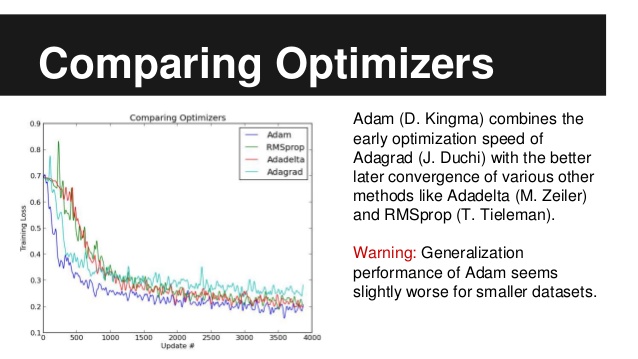 Comparing Optimizers
Comparing Optimizers
0.9
0.8
0.7
0.6
0.5
0.4
0.3
0.2
0.1
Training Loss
Adam
RMSprop
Adadelta
Adagrad
0 500 1000 1500 2000 2500 3000 3500 4000
Update #
Adam (D. Kingma) combines the
early optimization speed of
Adagrad (J. Duchi) with the better
later convergence of various other
methods like Adadelta (M. Zeiler)
and RMSprop (T. Tieleman).
Warning: Generalization
performance of Adam seems
slightly worse for smaller datasets.